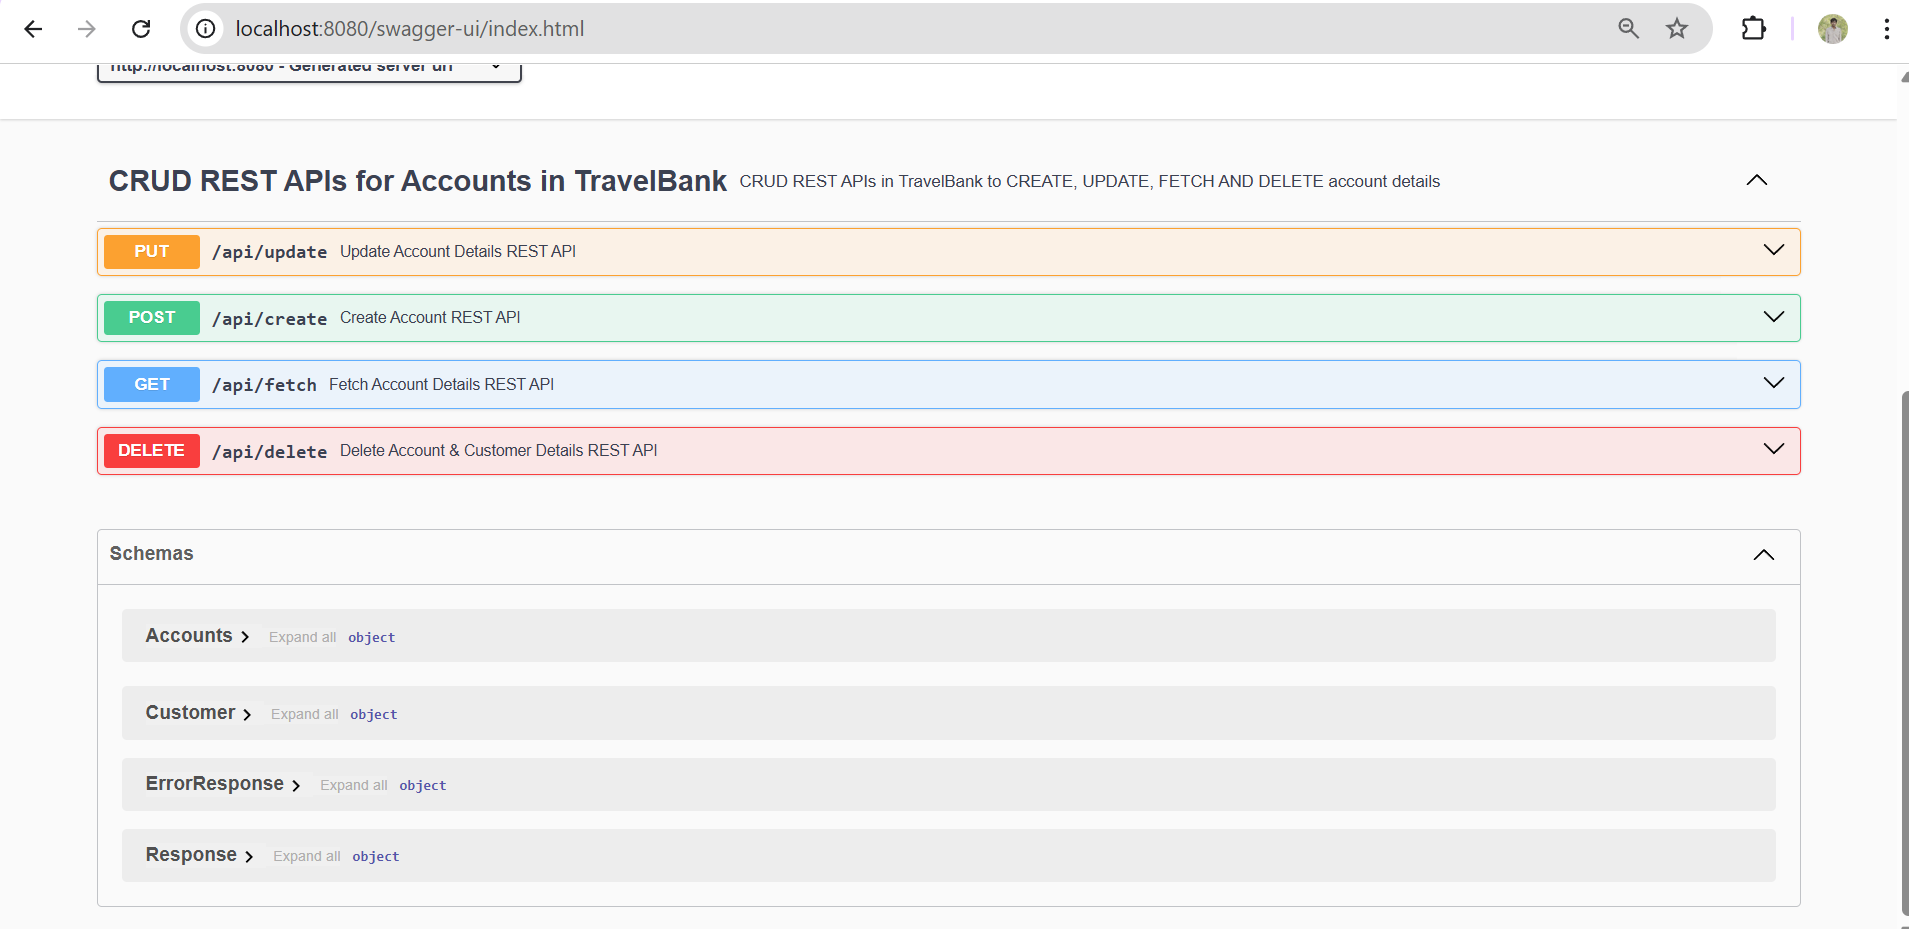 localhost:8080/swagger-ui/index.html
http://localhost:8080 - Generated server url
CRUD REST APIs for Accounts in TravelBank CRUD REST APIs in TravelBank to CREATE, UPDATE, FETCH AND DELETE account details
PUT /api/update Update Account Details REST API
POST /api/create Create Account REST API
GET /api/fetch Fetch Account Details REST API
DELETE /api/delete Delete Account & Customer Details REST API
Schemas
Accounts Expand all object
Customer Expand all object
ErrorResponse Expand all object
Response Expand all object